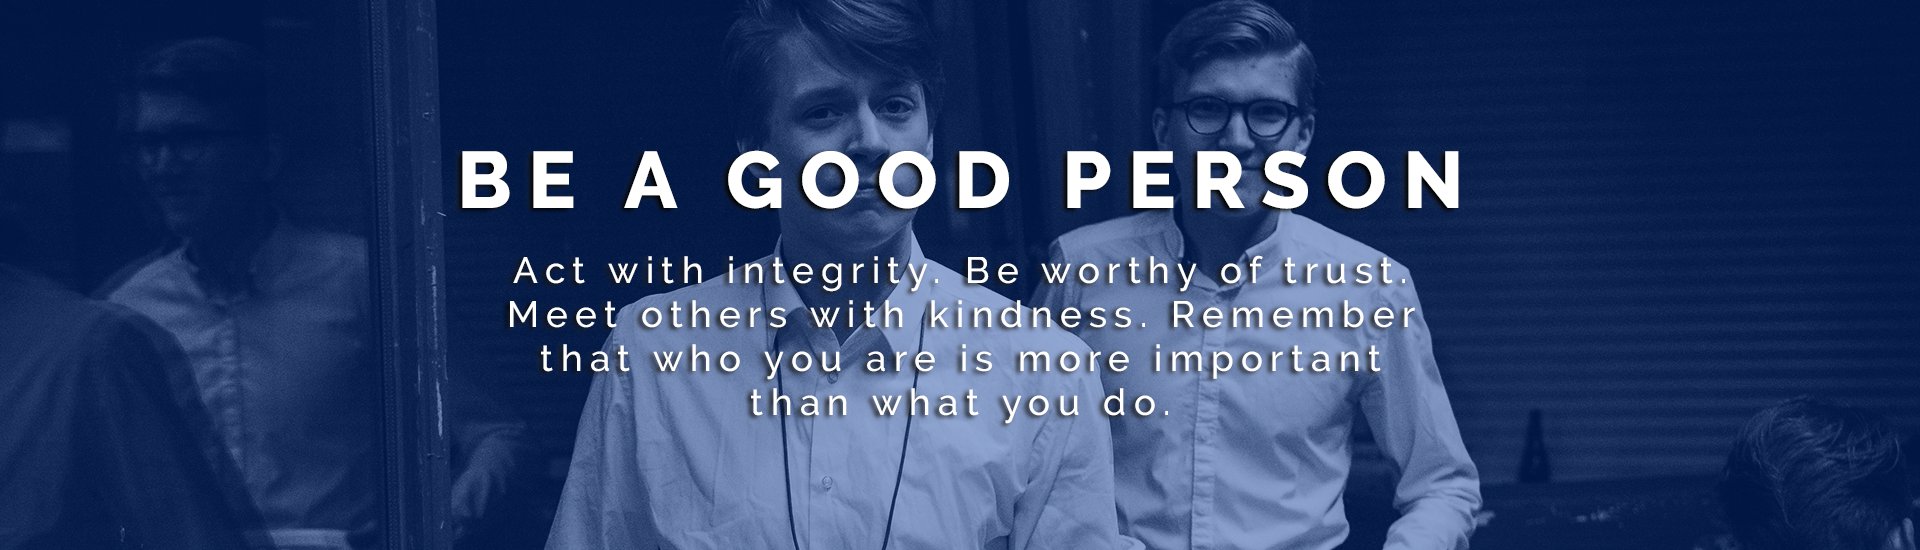 BE A GOOD PERSON
Act with integrity. Be worthy of trust.
Meet others with kindness. Remember
that who you are is more important
than what you do.